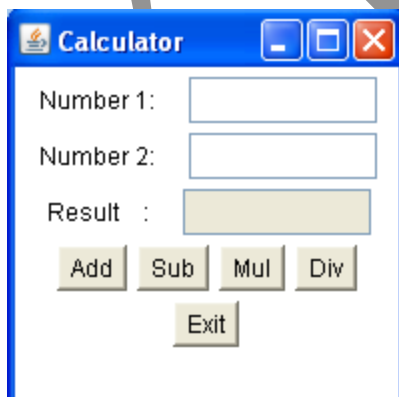 Calculator
Number 1:
Number 2:
Result :
Add Sub Mul Div
Exit